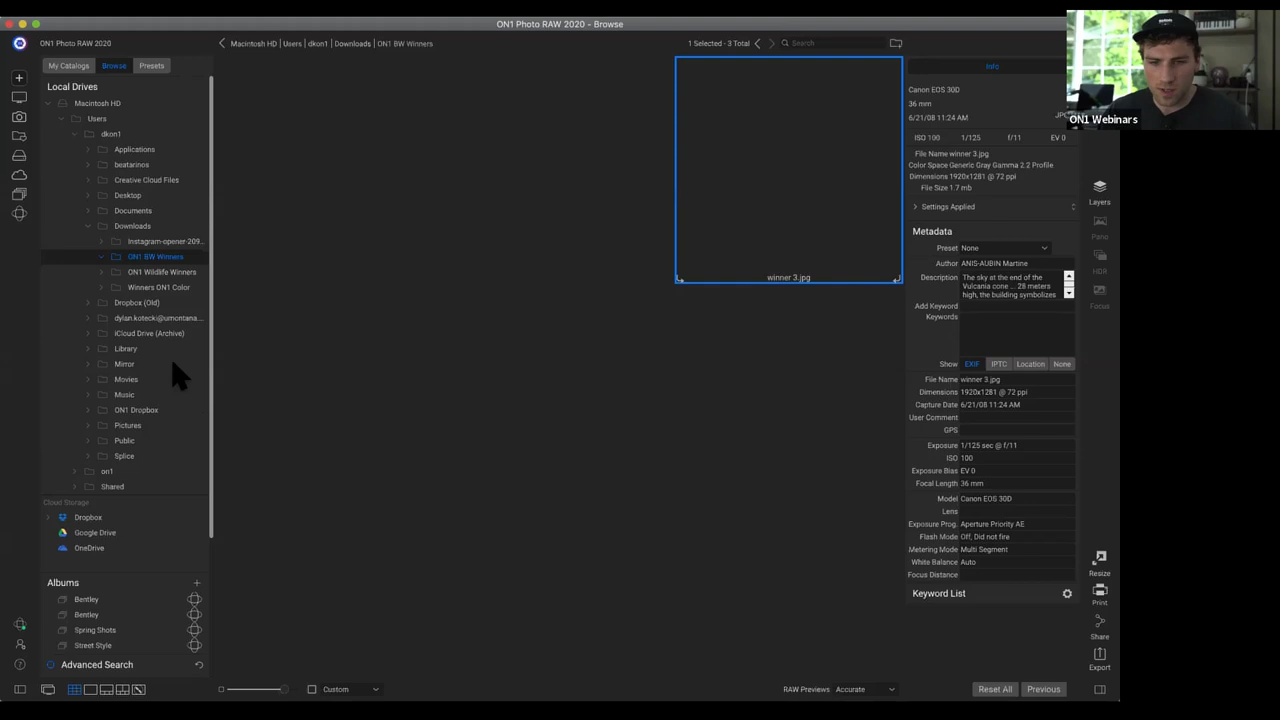 ON1 Photo RAW 2020 - Browse
ON1 Photo RAW 2020
Macintosh HD Users dkon1 Downloads ON1 BW Winners
1 Selected - 3 Total
Search
My Catalogs Browse Presets
Info
Local Drives
Macintosh HD
Users
dkon1
Applications
beatarinos
Creative Cloud Files
Desktop
Documents
Downloads
Instagram-opener-209...
ON1 BW Winners
ON1 Wildlife Winners
Winners ON1 Color
Dropbox (Old)
dylan.kotecki@umontana....
iCloud Drive (Archive)
Library
Mirror
Movies
Music
ON1 Dropbox
Pictures
Public
Splice
on1
Shared
Cloud Storage
Dropbox
Google Drive
OneDrive
Albums
Bentley
Bentley
Spring Shots
Street Style
Advanced Search
winner 3.jpg
Custom
RAW Previews Accurate
Reset All Previous
Canon EOS 30D
36 mm
6/21/08 11:24 AM
ISO 100 1/125 f/11 EV 0
File Name winner 3.jpg
Color Space Generic Gray Gamma 2.2 Profile
Dimensions 1920x1281 @ 72 ppi
File Size 1.7 mb
Settings Applied
Metadata
Preset None
Author ANIS-AUBIN Martine
Description The sky at the end of the
Vulcania cone ... 28 meters
high, the building symbolizes
Add Keyword
Keywords
Show EXIF IPTC Location None
File Name winner 3.jpg
Dimensions 1920x1281 @ 72 ppi
Capture Date 6/21/08 11:24 AM
User Comment
GPS
Exposure 1/125 sec @ f/11
ISO 100
Exposure Bias EV 0
Focal Length 36 mm
Model Canon EOS 30D
Lens
Exposure Prog. Aperture Priority AE
Flash Mode Off, Did not fire
Metering Mode Multi Segment
White Balance Auto
Focus Distance
Keyword List
Layers
Pano
HDR
Focus
Resize
Print
Share
Export
ON1 Webinars